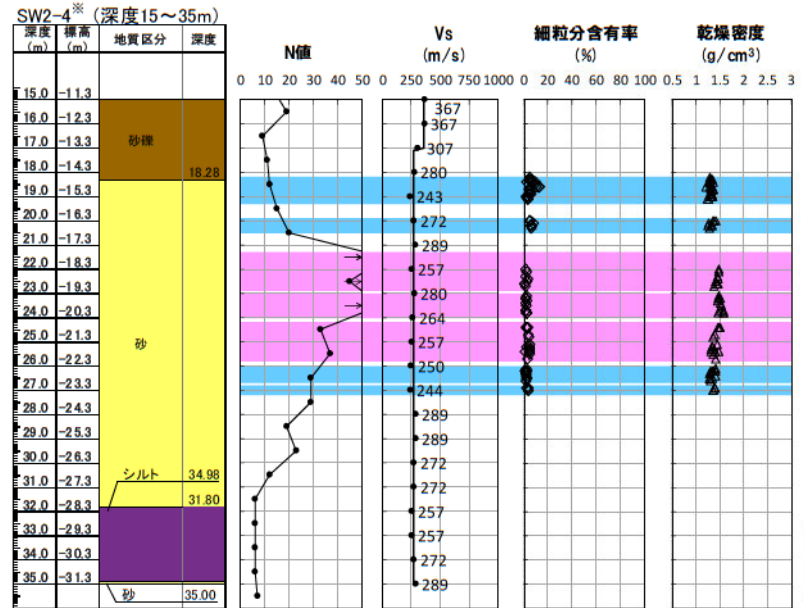 SW2-4※ (深度15～35m)
深度 標高 地質区分 深度
(m) (m)
N値
Vs
(m/s)
細粒分含有率
(%)
乾燥密度
(g/cm³)
0 10 20 30 40 50
0 250 500 750 1000
0 20 40 60 80 100
0.5 1 1.5 2 2.5 3
15.0 -11.3
16.0 -12.3
17.0 -13.3
18.0 -14.3
19.0 -15.3
20.0 -16.3
21.0 -17.3
22.0 -18.3
23.0 -19.3
24.0 -20.3
25.0 -21.3
26.0 -22.3
27.0 -23.3
28.0 -24.3
29.0 -25.3
30.0 -26.3
31.0 -27.3
32.0 -28.3
33.0 -29.3
34.0 -30.3
35.0 -31.3
砂礫
18.28
砂
シルト 34.98
31.80
砂 35.00
367
367
307
280
243
272
289
257
280
264
257
250
244
289
289
272
272
257
257
272
289